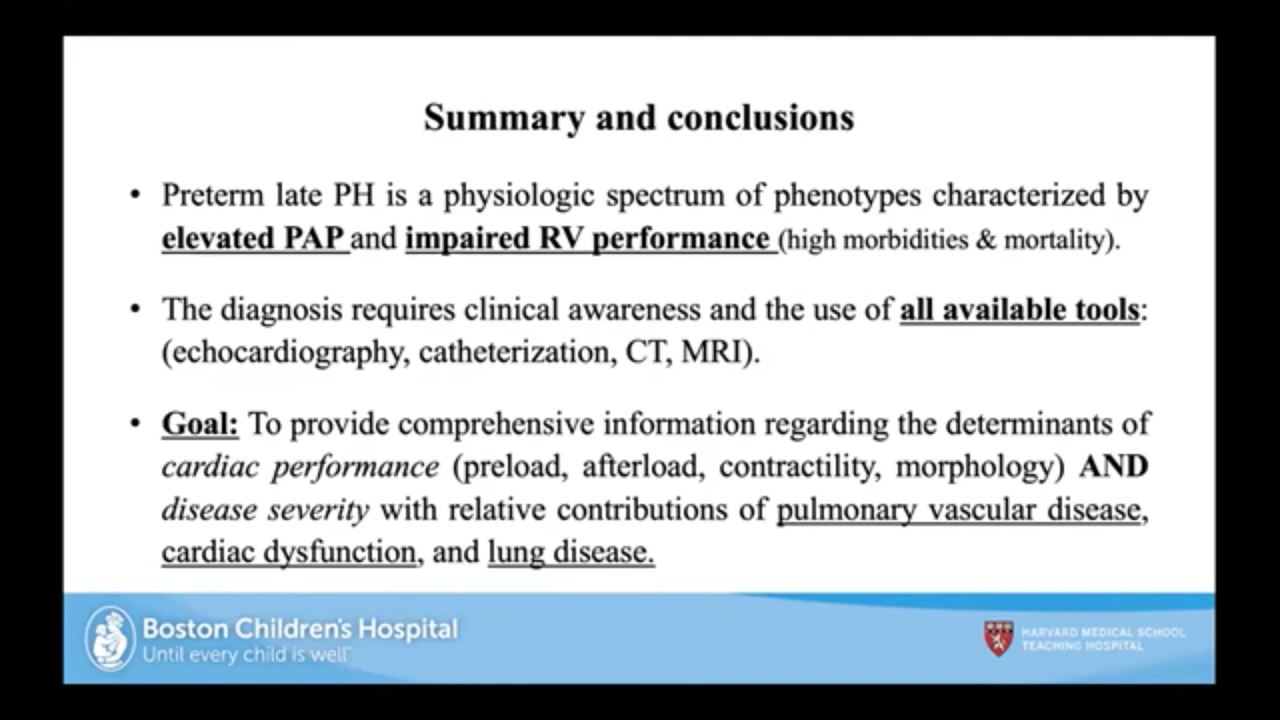 Summary and conclusions
• Preterm late PH is a physiologic spectrum of phenotypes characterized by
elevated PAP and impaired RV performance (high morbidities & mortality).
• The diagnosis requires clinical awareness and the use of all available tools:
(echocardiography, catheterization, CT, MRI).
• Goal: To provide comprehensive information regarding the determinants of
cardiac performance (preload, afterload, contractility, morphology) AND
disease severity with relative contributions of pulmonary vascular disease,
cardiac dysfunction, and lung disease.
Boston Children's Hospital
Until every child is well™
HARVARD MEDICAL SCHOOL
TEACHING HOSPITAL